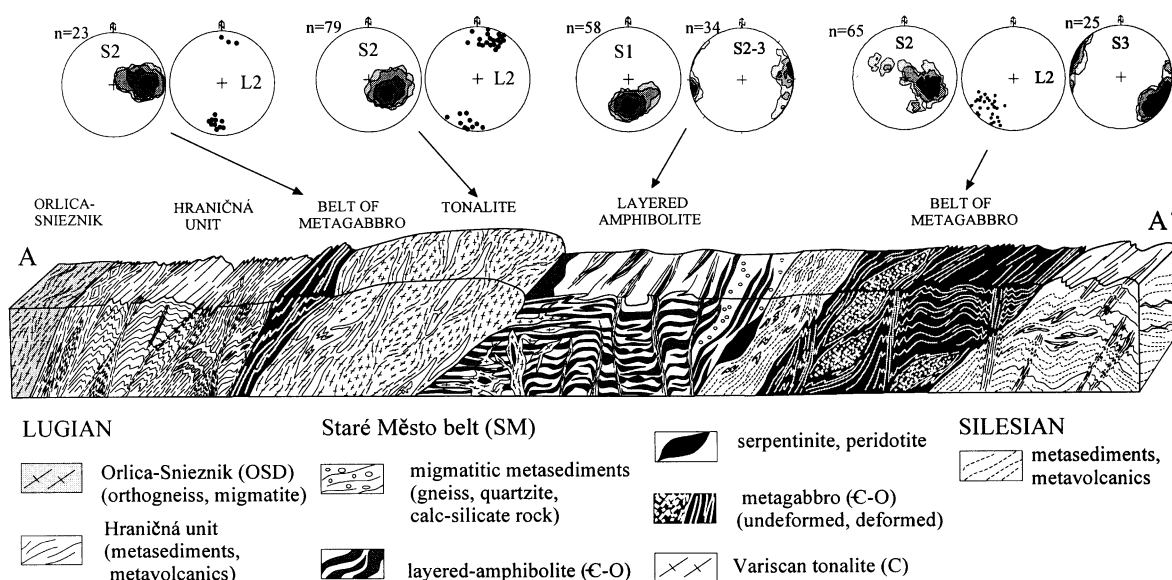 n=23
S2
L2
n=79
S2
L2
n=58
S1
n=34
S2-3
n=65
S2
L2
n=25
S3
ORLICA-
SNIEZNIK
HRANIČNÁ
UNIT
BELT OF
METAGABBRO
TONALITE
LAYERED
AMPHIBOLITE
BELT OF
METAGABBRO
A
A'
LUGIAN
Orlica-Snieznik (OSD)
(orthogneiss, migmatite)
Hraničná unit
(metasediments,
metavolcanics)
Staré Město belt (SM)
migmatitic metasediments
(gneiss, quartzite,
calc-silicate rock)
layered-amphibolite (Є-O)
serpentinite, peridotite
metagabbro (Є-O)
(undeformed, deformed)
Variscan tonalite (C)
SILESIAN
metasediments,
metavolcanics